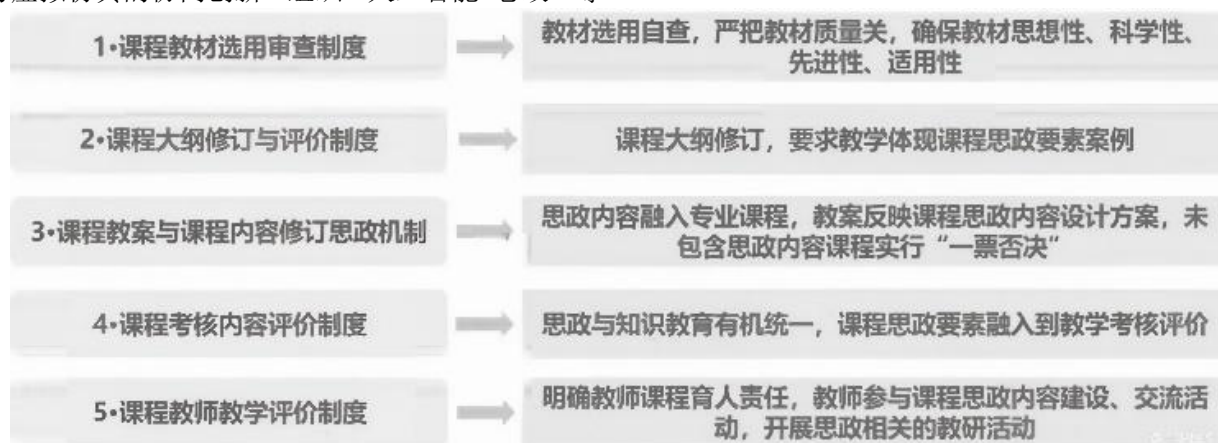 1·课程教材选用审查制度
教材选用自查，严把教材质量关，确保教材思想性、科学性、
先进性、适用性
2·课程大纲修订与评价制度
课程大纲修订，要求教学体现课程思政要素案例
3·课程教案与课程内容修订思政机制
思政内容融入专业课程，教案反映课程思政内容设计方案，未
包含思政内容课程实行“一票否决”
4·课程考核内容评价制度
思政与知识教育有机统一，课程思政要素融入到教学考核评价
5·课程教师教学评价制度
明确教师课程育人责任，教师参与课程思政内容建设、交流活
动，开展思政相关的教研活动